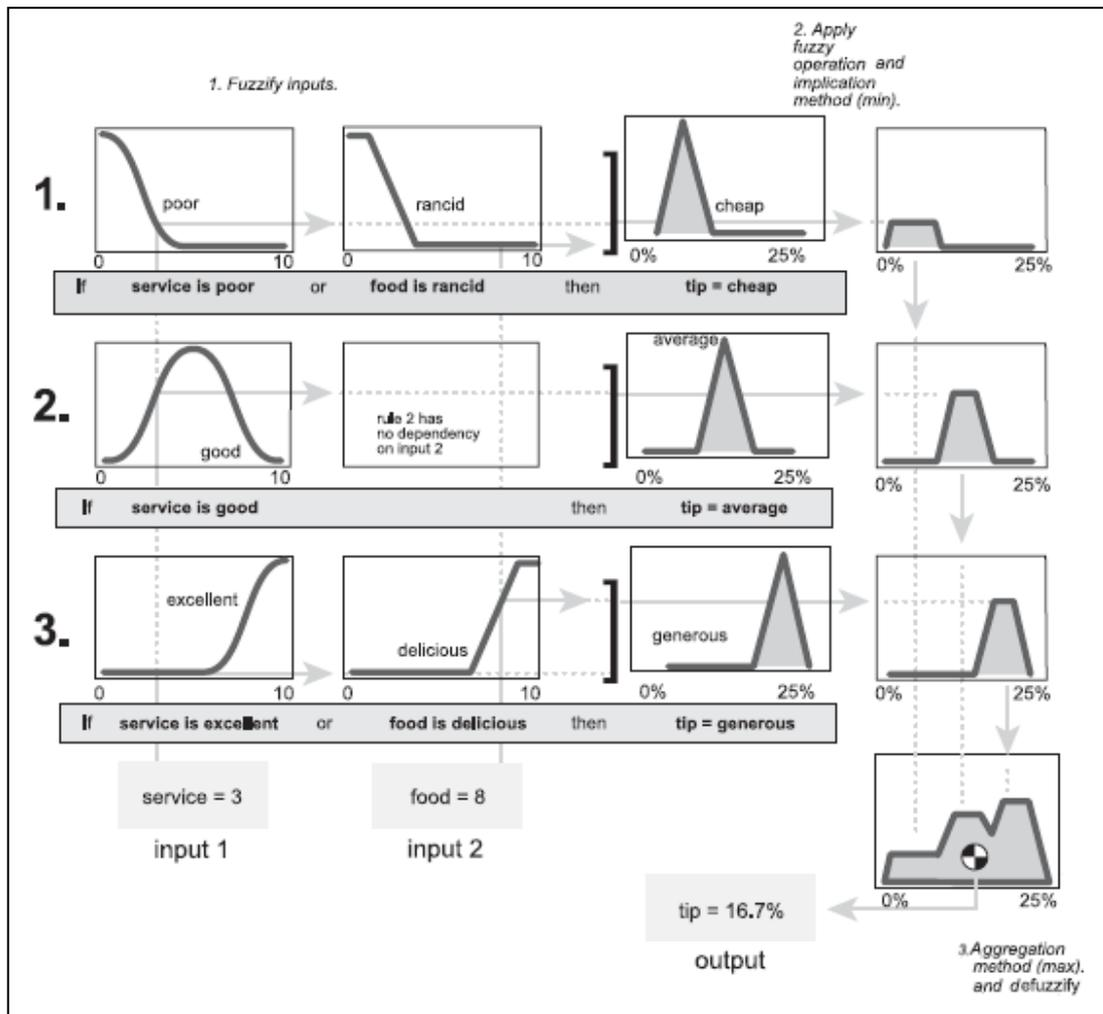 2. Apply
fuzzy
operation and
implication
method (min).
1. Fuzzify inputs.
1.
poor
rancid
cheap
0 10
0 10
0% 25%
0% 25%
If service is poor or food is rancid then tip = cheap
2.
good
rule 2 has
no dependency
on input 2
average
0 10
0% 25%
0% 25%
If service is good then tip = average
3.
excellent
delicious
generous
0 10
0 10
0% 25%
0% 25%
If service is excellent or food is delicious then tip = generous
service = 3
input 1
food = 8
input 2
0% 25%
tip = 16.7%
output
3.Aggregation
method (max).
and defuzzify